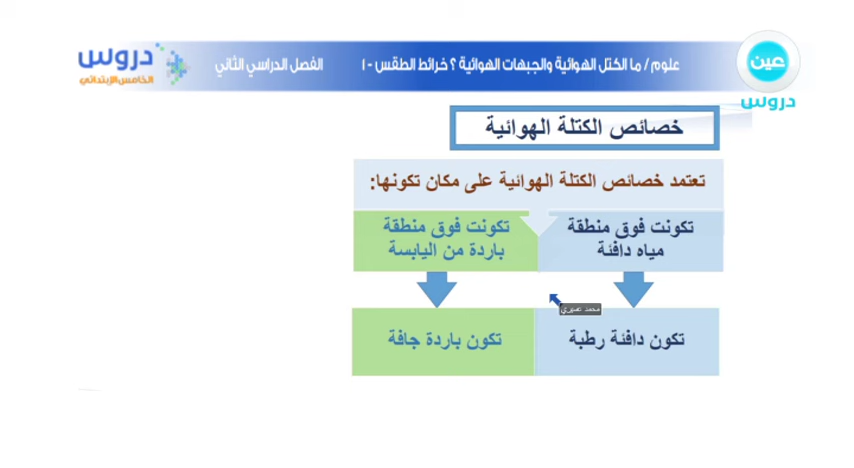 دروس
الخامس الابتدائي
علوم / ما الكتل الهوائية والجبهات الهوائية ؟ خرائط الطقس - ١
الفصل الدراسي الثاني
عين
دروس
خصائص الكتلة الهوائية
تعتمد خصائص الكتلة الهوائية على مكان تكونها:
تكونت فوق منطقة
مياه دافئة
تكونت فوق منطقة
باردة من اليابسة
محمد عسيري
تكون دافئة رطبة
تكون باردة جافة